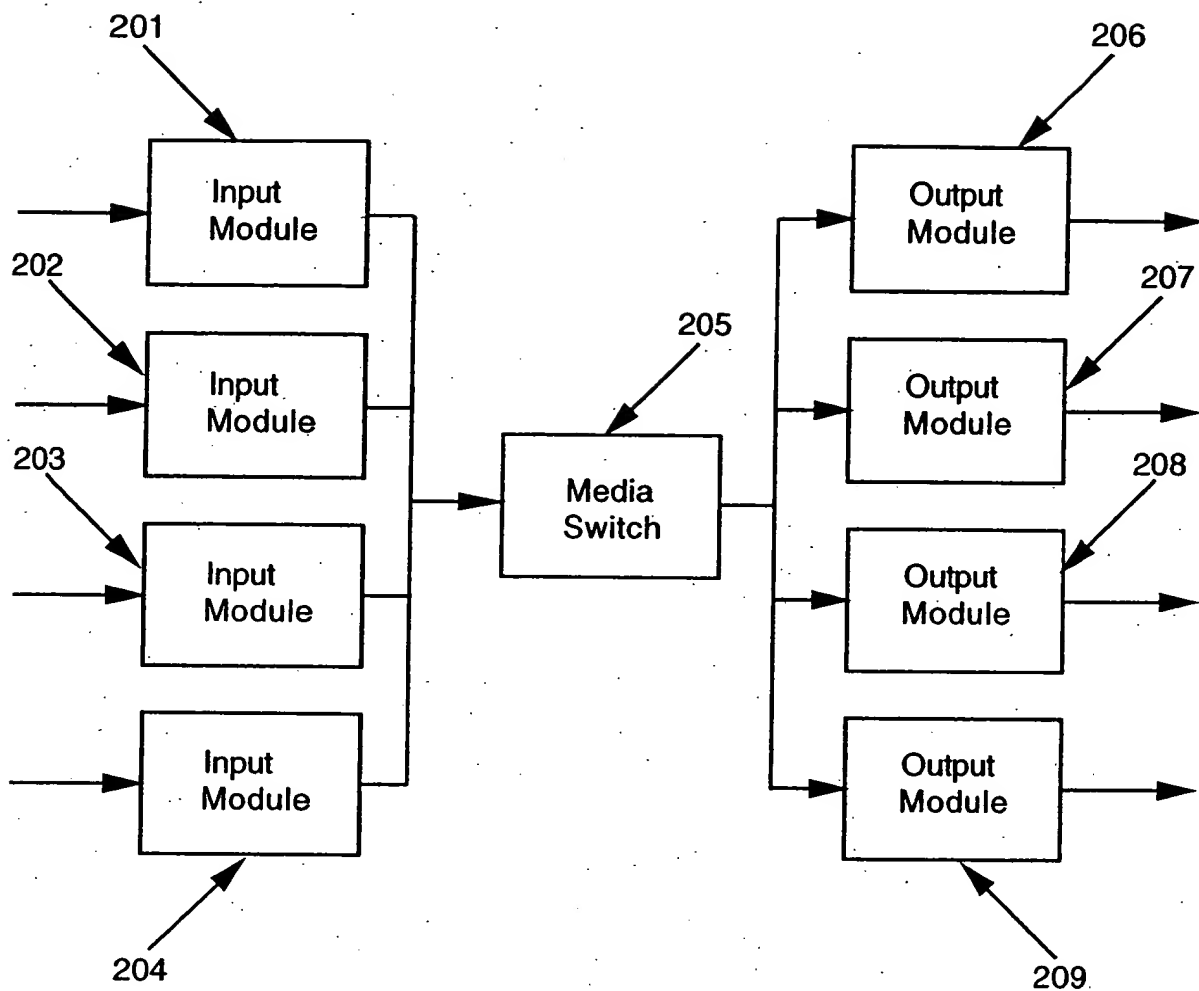 201
206
Input
Module
Output
Module
202
207
Input
Module
205
Output
Module
203
208
Media
Switch
Input
Module
Output
Module
Input
Module
Output
Module
204
209